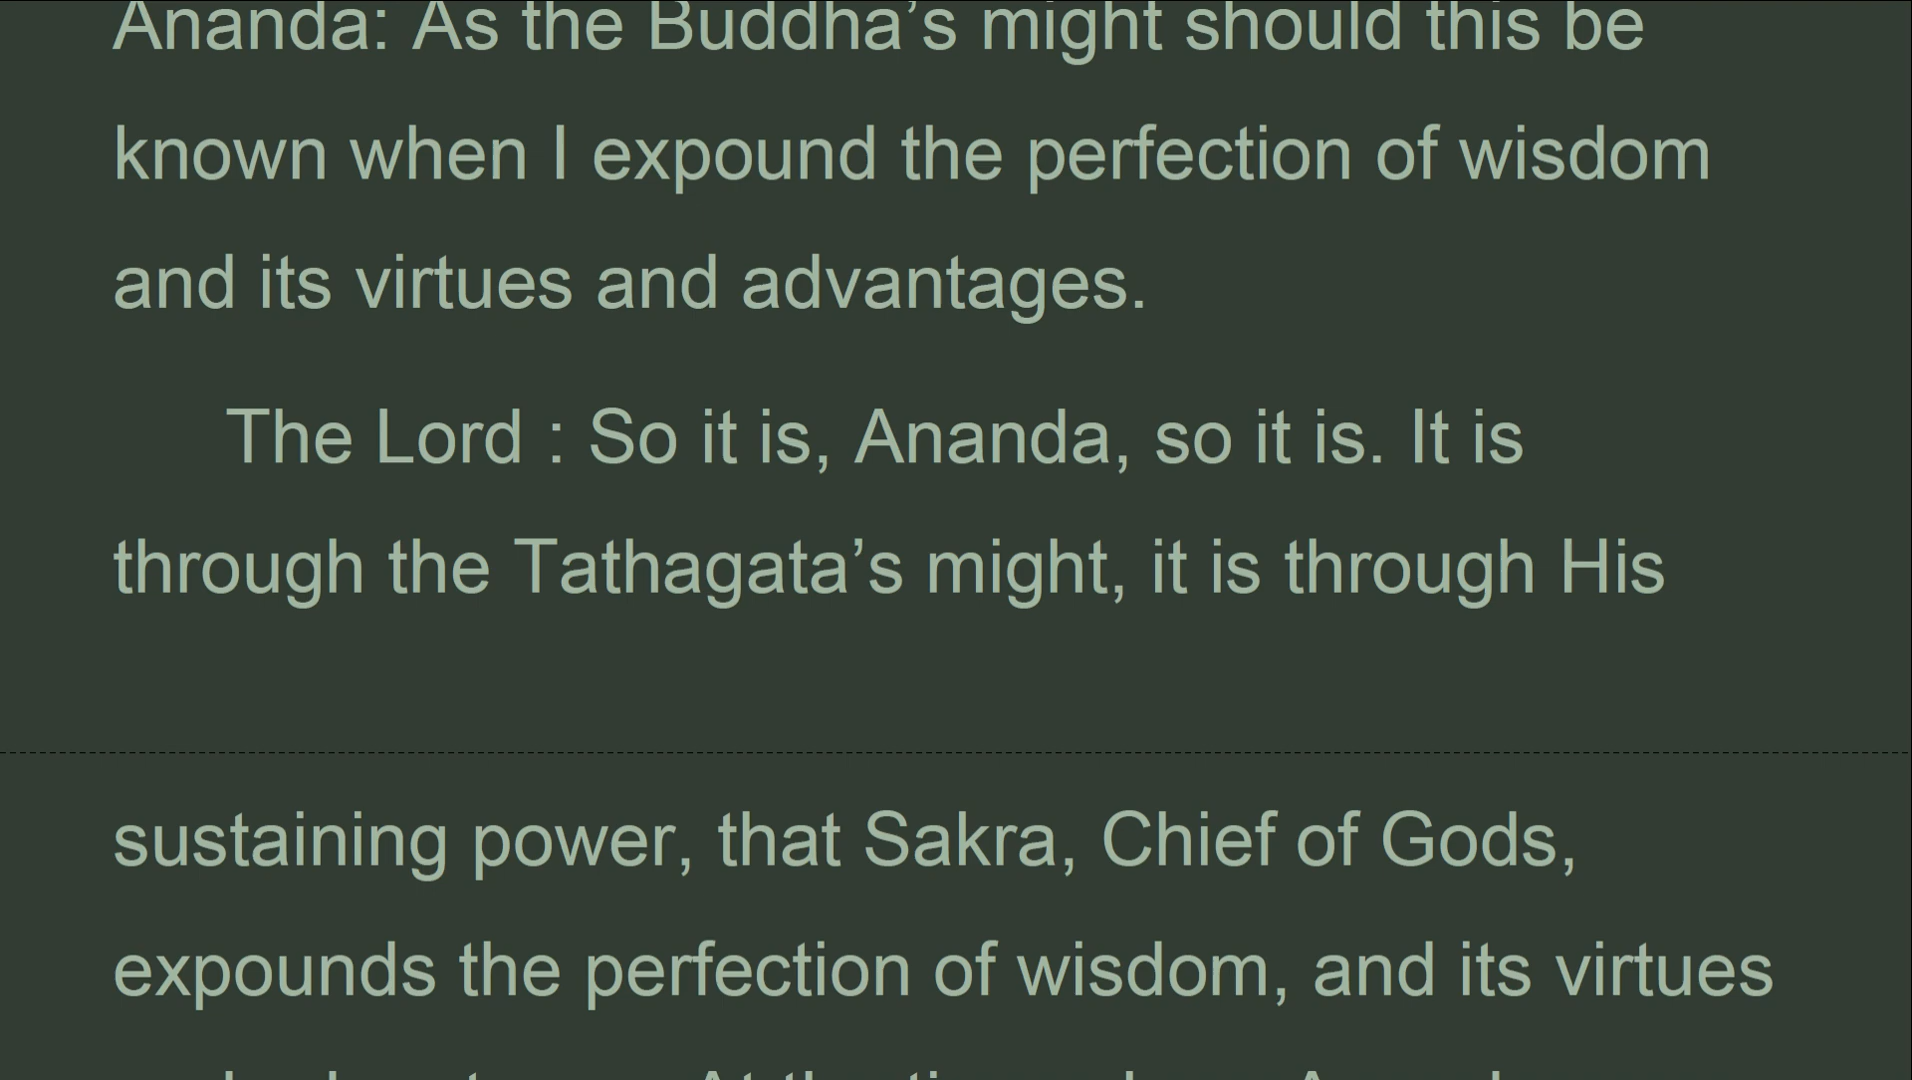 Ananda: As the Buddha’s might should this be
known when I expound the perfection of wisdom
and its virtues and advantages.
The Lord : So it is, Ananda, so it is. It is
through the Tathagata’s might, it is through His
sustaining power, that Sakra, Chief of Gods,
expounds the perfection of wisdom, and its virtues